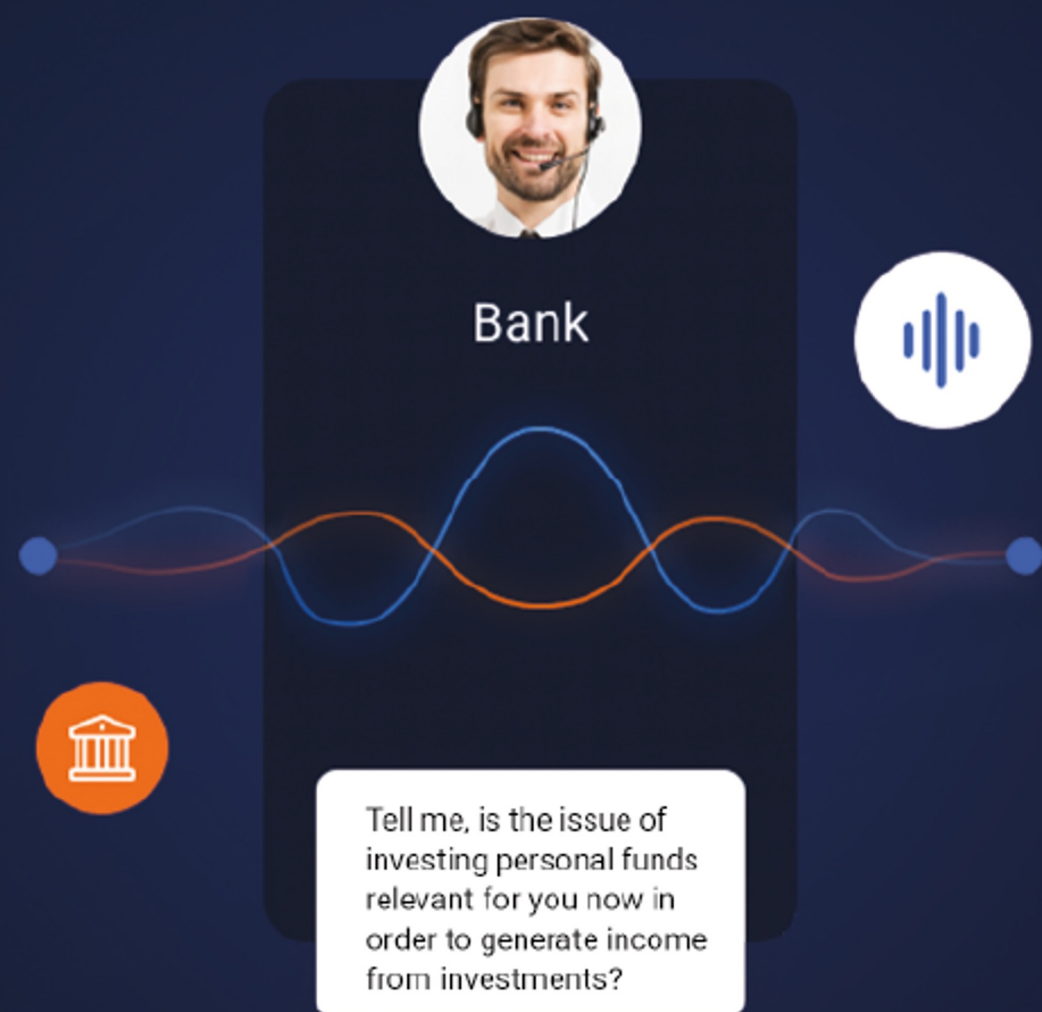 Bank
Tell me, is the issue of
investing personal funds
relevant for you now in
order to generate income
from investments?